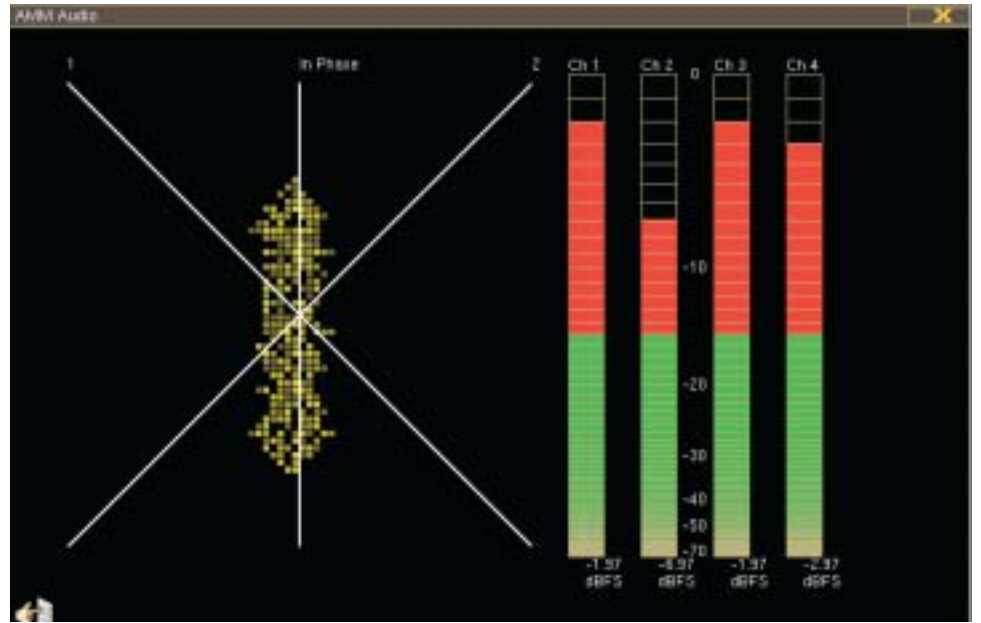 AMM Audio
1 In Phase 2
Ch 1 Ch 2 0 Ch 3 Ch 4
-10
-20
-30
-40
-50
-70
-1.97 -6.97 -1.97 -2.97
dBFS dBFS dBFS dBFS